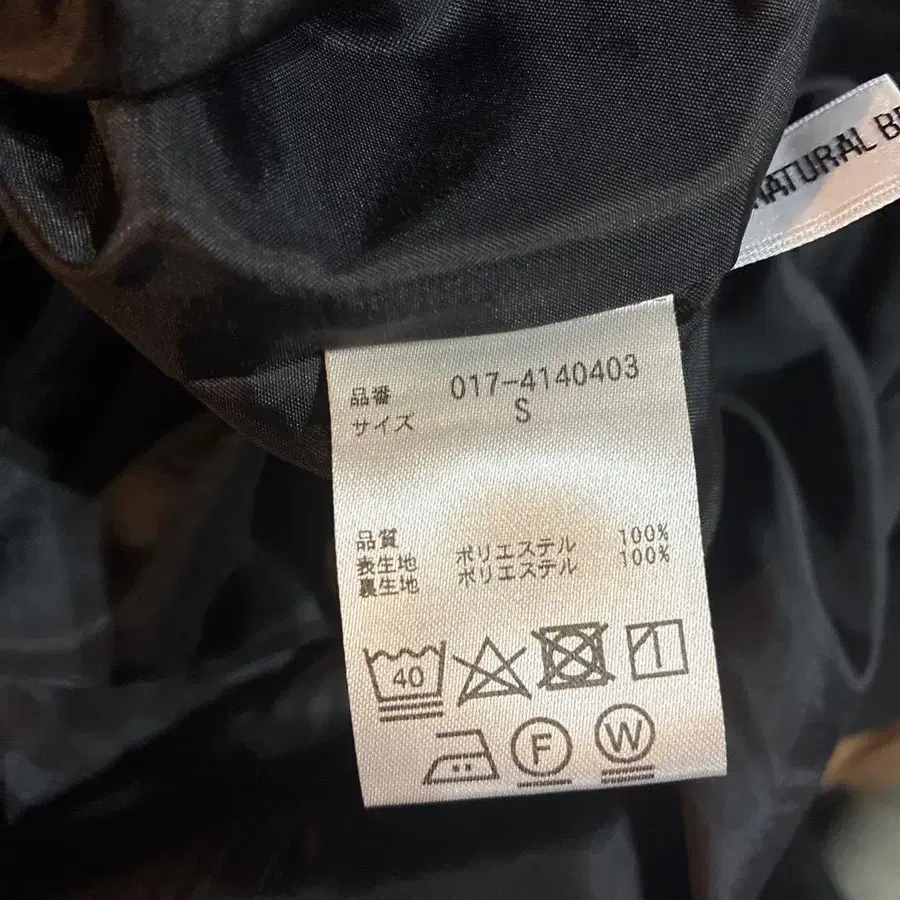 NATURAL
品番 017-4140403
サイズ S
品質
表生地 ポリエステル 100%
裏生地 ポリエステル 100%
40
F W